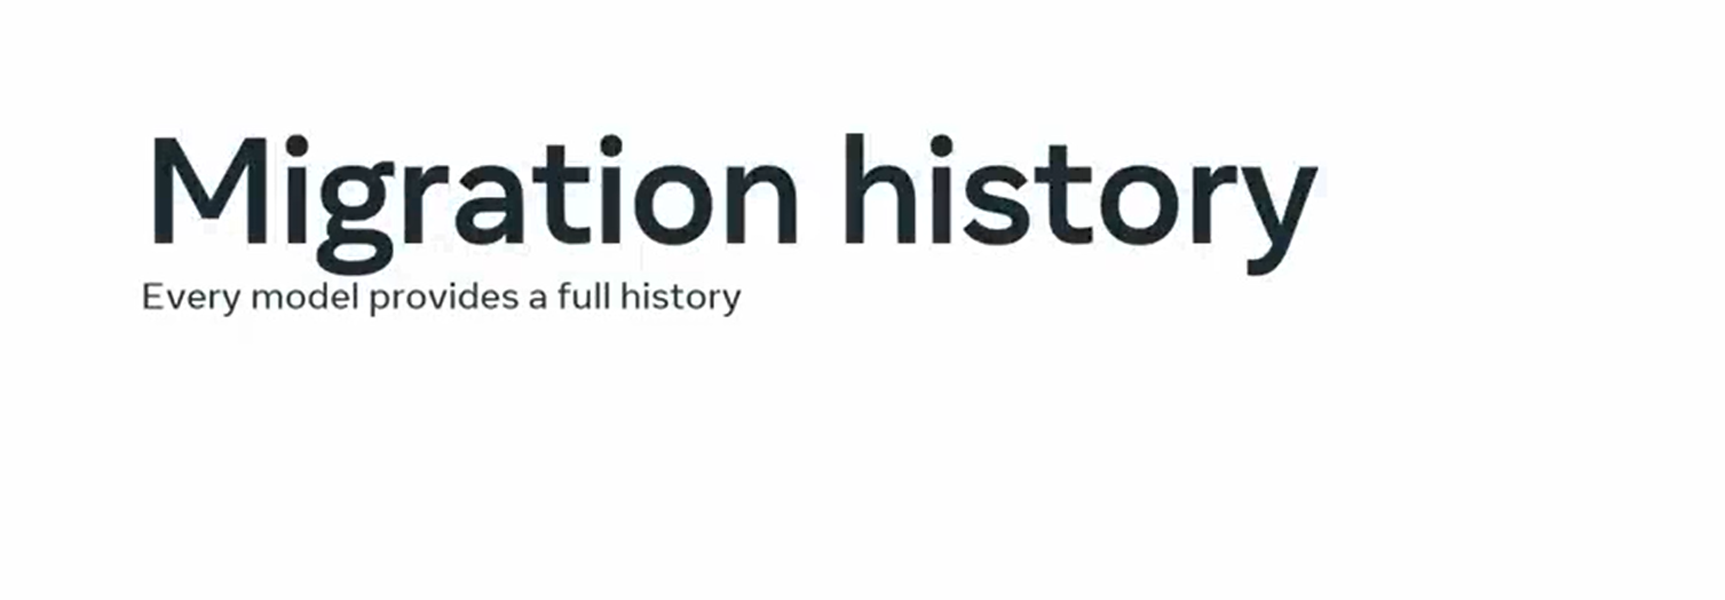 Migration history
Every model provides a full history